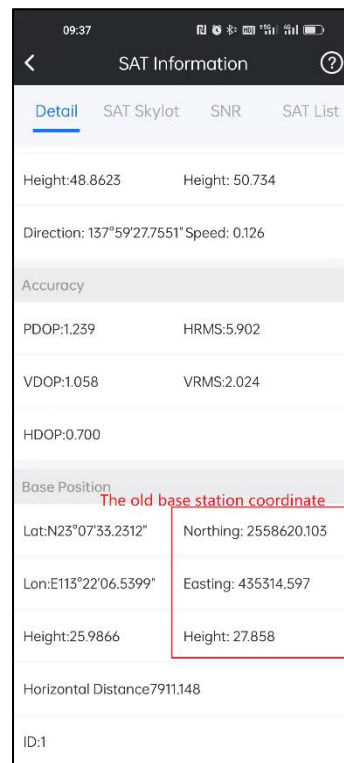 09:37
SAT Information
Detail SAT Skylot SNR SAT List
Height:48.8623 Height: 50.734
Direction: 137°59'27.7551" Speed: 0.126
Accuracy
PDOP:1.239 HRMS:5.902
VDOP:1.058 VRMS:2.024
HDOP:0.700
Base Position
The old base station coordinate
Lat:N23°07'33.2312" Northing: 2558620.103
Lon:E113°22'06.5399" Easting: 435314.597
Height:25.9866 Height: 27.858
Horizontal Distance7911.148
ID:1